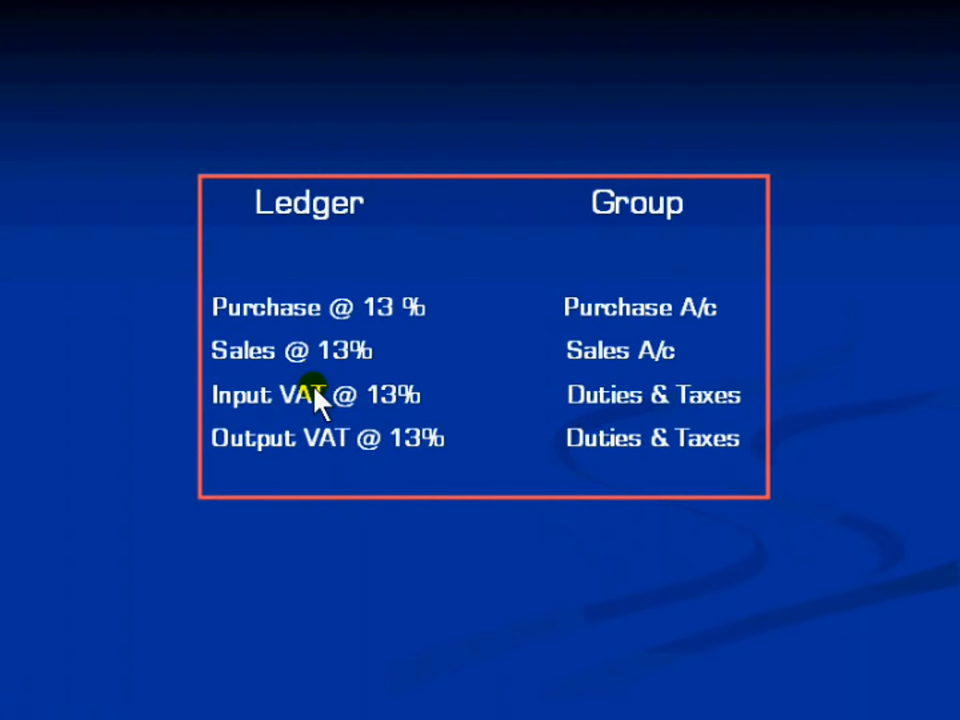 Ledger Group
Purchase @ 13 % Purchase A/c
Sales @ 13% Sales A/c
Input VAT @ 13% Duties & Taxes
Output VAT @ 13% Duties & Taxes